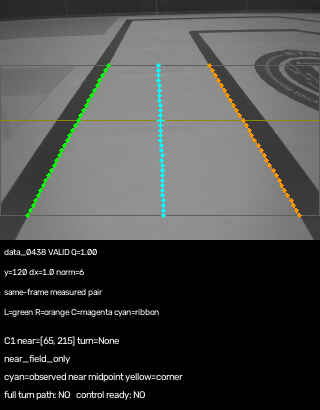 data_0438 VALID Q=1.00
y=120 dx=1.0 norm=6
same-frame measured pair
L=green R=orange C=magenta cyan=ribbon
C1 near=[65, 215] turn=None
near_field_only
cyan=observed near midpoint yellow=corner
full turn path: NO control ready: NO